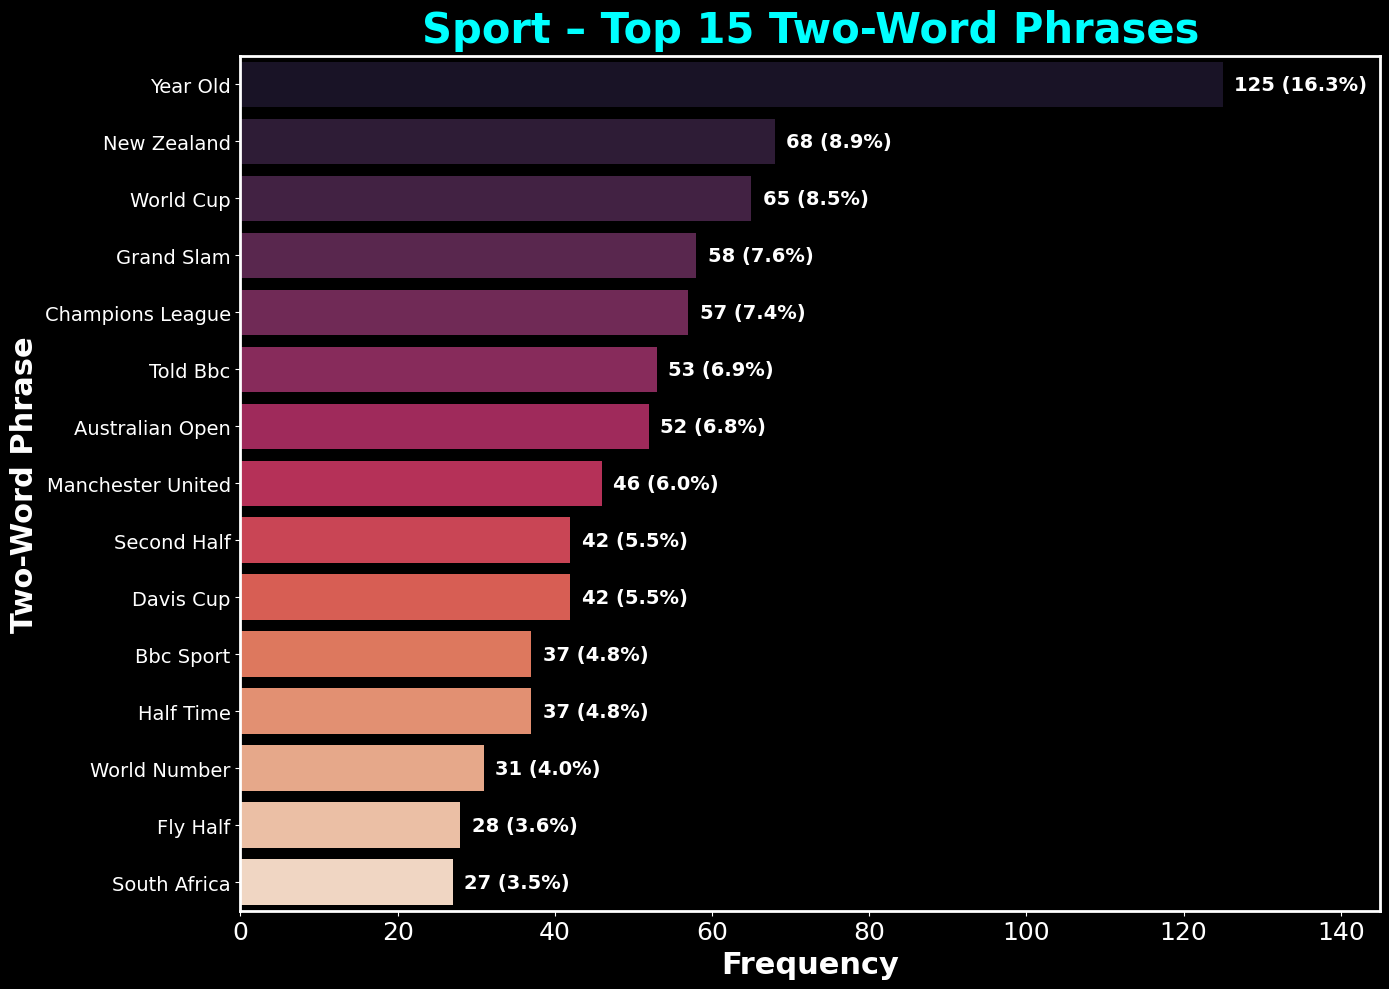 Sport – Top 15 Two-Word Phrases
Two-Word Phrase
Year Old 125 (16.3%)
New Zealand 68 (8.9%)
World Cup 65 (8.5%)
Grand Slam 58 (7.6%)
Champions League 57 (7.4%)
Told Bbc 53 (6.9%)
Australian Open 52 (6.8%)
Manchester United 46 (6.0%)
Second Half 42 (5.5%)
Davis Cup 42 (5.5%)
Bbc Sport 37 (4.8%)
Half Time 37 (4.8%)
World Number 31 (4.0%)
Fly Half 28 (3.6%)
South Africa 27 (3.5%)
0 20 40 60 80 100 120 140
Frequency